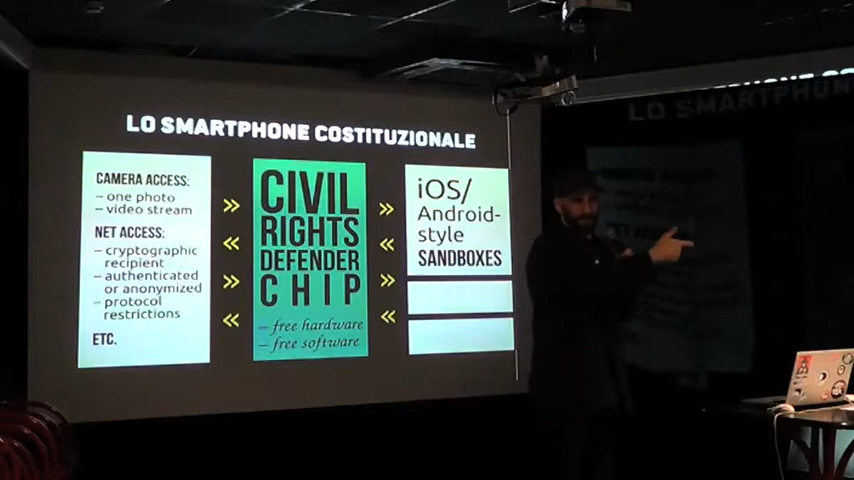 LO SMARTPHONE COSTITUZIONALE
CAMERA ACCESS:
– one photo
– video stream
NET ACCESS:
– cryptographic
recipient
– authenticated
or anonymized
– protocol
restrictions
ETC.
»
«
»
«
CIVIL
RIGHTS
DEFENDER
CHIP
– free hardware
– free software
»
«
»
«
iOS/
Android-
style
SANDBOXES
LO SMARTPHON